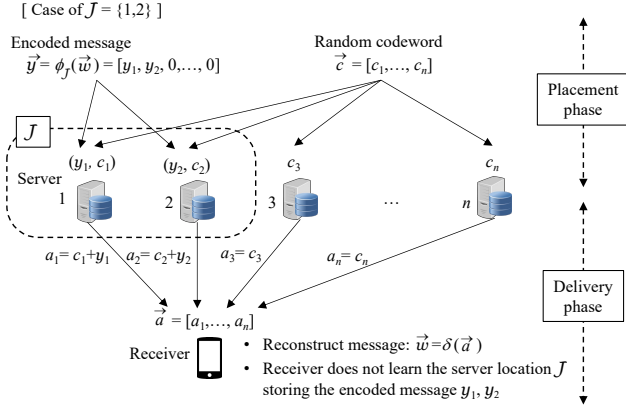 [ Case of 𝒥 = {1,2} ]
Encoded message
y⃗ = ϕ_𝒥(w⃗) = [y₁, y₂, 0,…, 0]
Random codeword
c⃗ = [c₁,…, cₙ]
Placement
phase
𝒥
(y₁, c₁)
(y₂, c₂)
c₃
cₙ
Server
1
2
3
…
n
a₁= c₁+y₁
a₂= c₂+y₂
a₃= c₃
aₙ= cₙ
Delivery
phase
a⃗ = [a₁,…, aₙ]
Receiver
• Reconstruct message: w⃗=δ(a⃗)
• Receiver does not learn the server location 𝒥
storing the encoded message y₁, y₂